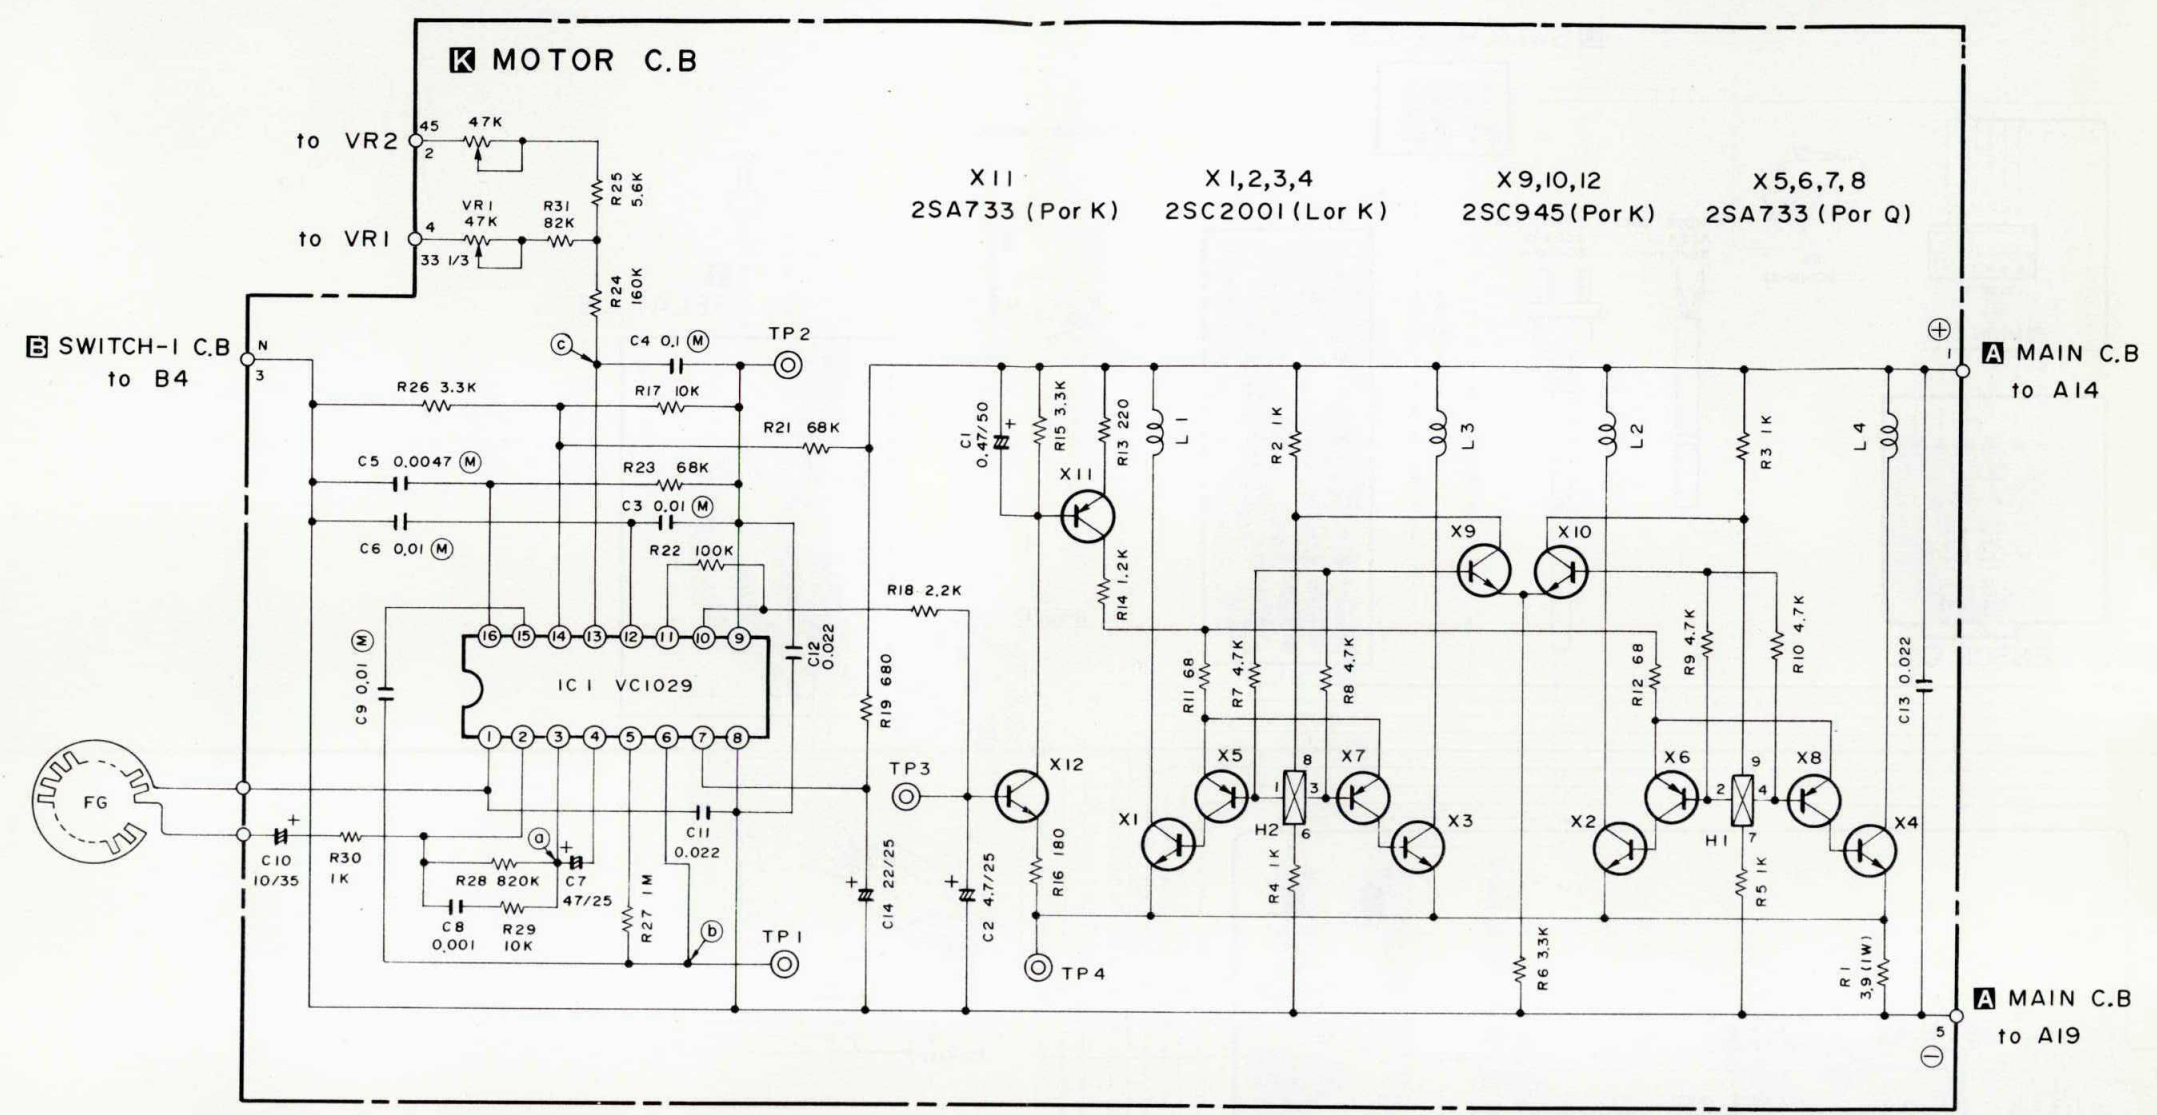 K MOTOR C.B
to VR2
45
2
47K
R25
5.6K
to VR1
4
33 1/3
VR1
47K
R31
82K
R24
160K
X11
2SA733 (P or K)
X1,2,3,4
2SC2001 (L or K)
X9,10,12
2SC945 (P or K)
X5,6,7,8
2SA733 (P or Q)
B SWITCH-1 C.B
to B4
N
3
c
C4 0.1 M
TP2
R26 3.3K
R17 10K
R21 68K
C5 0.0047 M
R23 68K
C3 0.01 M
C6 0.01 M
R22 100K
R18 2.2K
C9 0.01 M
16 15 14 13 12 11 10 9
IC1 VC1029
1 2 3 4 5 6 7 8
C12
0.022
R19 680
FG
C10
10/35
+
R30
1K
a
R28 820K
C7
47/25
+
C8
0.001
R29
10K
R27 1M
C11
0.022
b
TP1
C14 22/25
+
TP3
C2 4.7/25
+
C1
0.47/50
+
R15 3.3K
R13 220
X11
R14 1.2K
X12
R16 180
TP4
L1
R2 1K
L3
L2
R3 1K
L4
X9
X10
R11 68
R7 4.7K
R8 4.7K
R12 68
R9 4.7K
R10 4.7K
C13 0.022
X1
X5
8
1
3
H2
6
X7
X3
R4 1K
R6 3.3K
X2
X6
9
2
4
H1
7
X8
X4
R5 1K
R1
3.9 (1W)
+
1
A MAIN C.B
to A14
A MAIN C.B
to A19
5
−